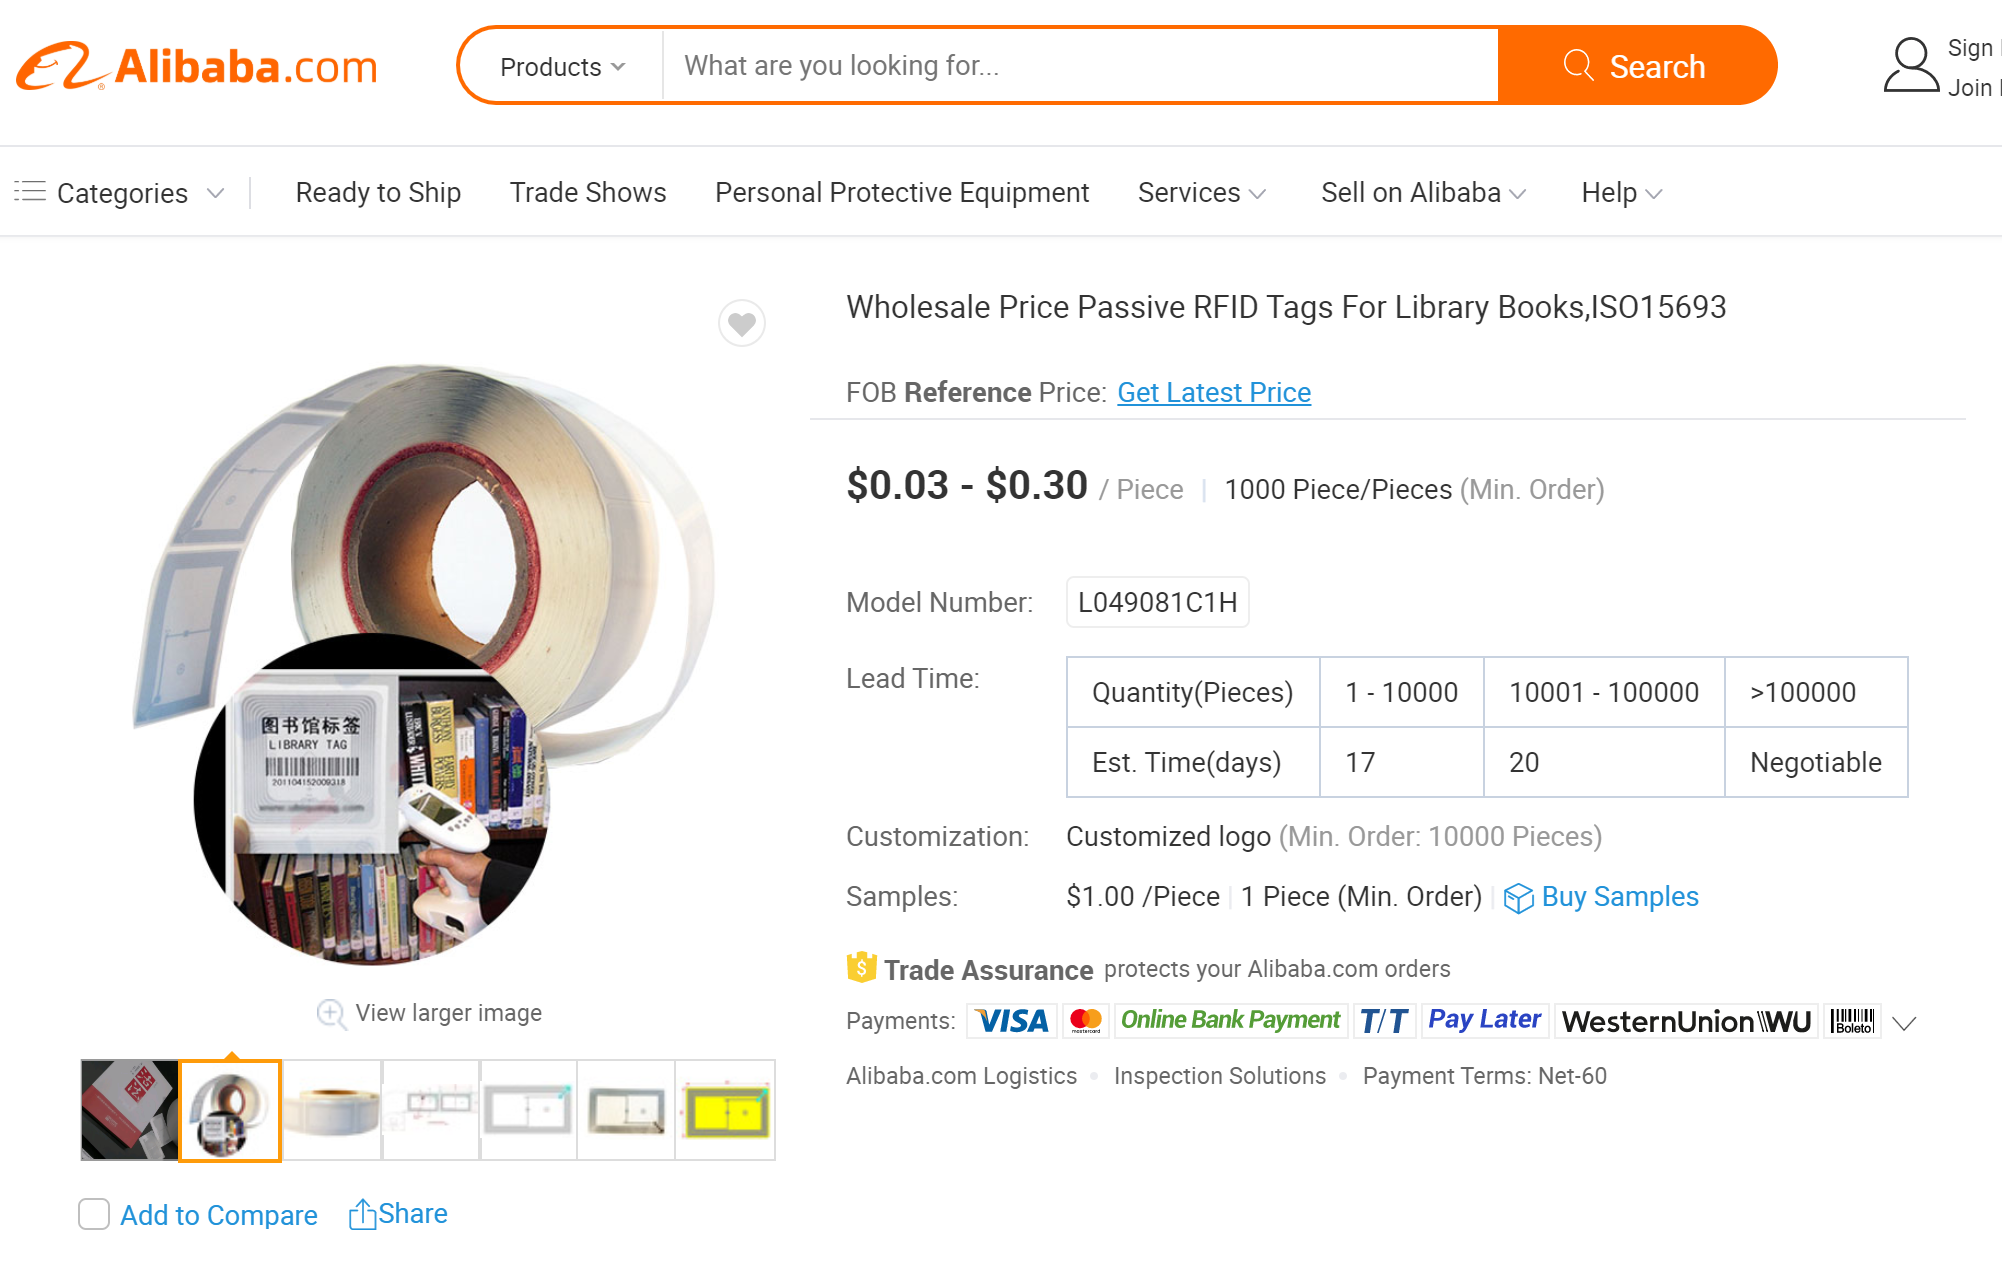 Alibaba.com
Products
What are you looking for...
Search
Sign
Join
Categories
Ready to Ship
Trade Shows
Personal Protective Equipment
Services
Sell on Alibaba
Help
Wholesale Price Passive RFID Tags For Library Books,ISO15693
FOB Reference Price: Get Latest Price
$0.03 - $0.30 / Piece | 1000 Piece/Pieces (Min. Order)
Model Number: L049081C1H
Lead Time:
Quantity(Pieces) 1 - 10000 10001 - 100000 >100000
Est. Time(days) 17 20 Negotiable
图书馆标签
LIBRARY TAG
201104152009318
Customization: Customized logo (Min. Order: 10000 Pieces)
Samples: $1.00 /Piece | 1 Piece (Min. Order) | Buy Samples
Trade Assurance protects your Alibaba.com orders
Payments: VISA mastercard Online Bank Payment T/T Pay Later WesternUnion WU Boleto
Alibaba.com Logistics
Inspection Solutions
Payment Terms: Net-60
View larger image
Add to Compare
Share